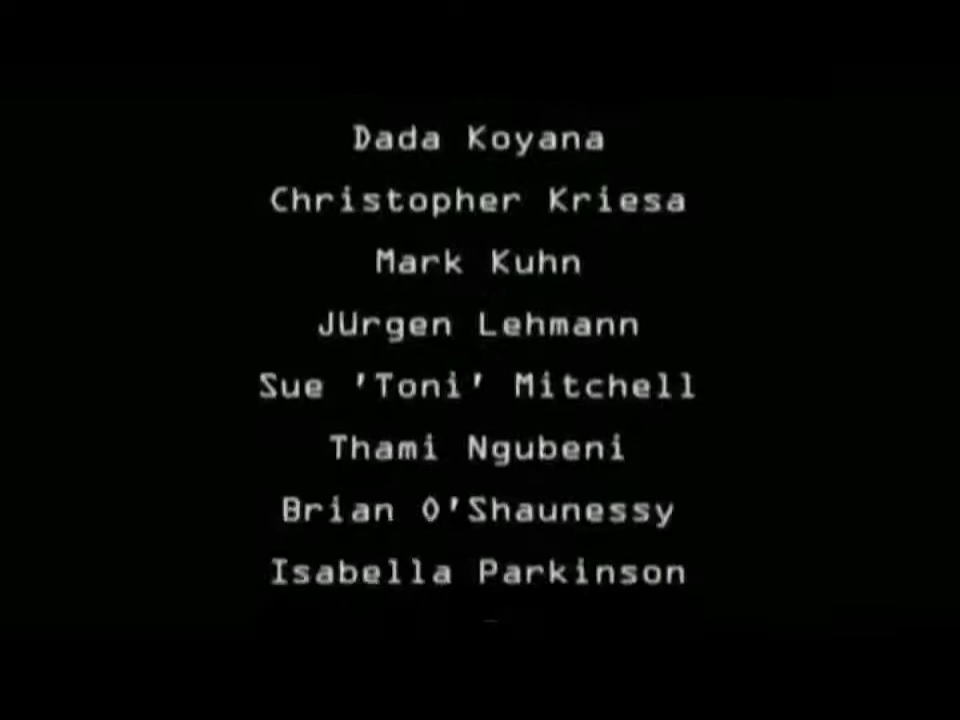 Dada Koyana
Christopher Kriesa
Mark Kuhn
JUrgen Lehmann
Sue 'Toni' Mitchell
Thami Ngubeni
Brian O'Shaunessy
Isabella Parkinson